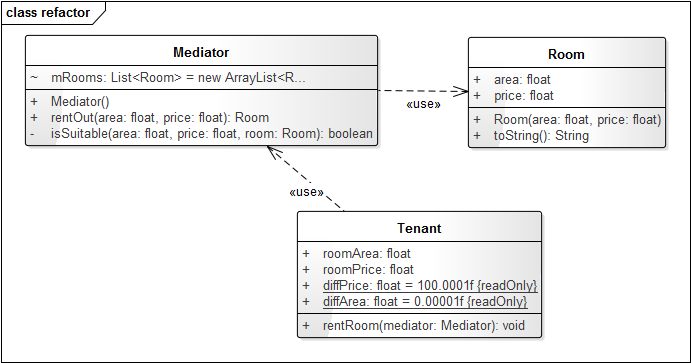 class refactor
Mediator
~ mRooms: List<Room> = new ArrayList<R...
+ Mediator()
+ rentOut(area: float, price: float): Room
- isSuitable(area: float, price: float, room: Room): boolean
«use»
Room
+ area: float
+ price: float
+ Room(area: float, price: float)
+ toString(): String
«use»
Tenant
+ roomArea: float
+ roomPrice: float
+ diffPrice: float = 100.0001f {readOnly}
+ diffArea: float = 0.00001f {readOnly}
+ rentRoom(mediator: Mediator): void